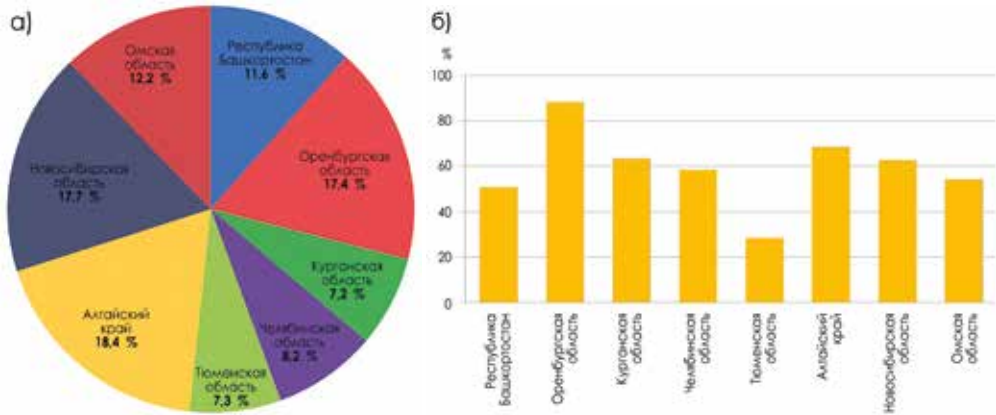 а)
Омская
область
12,2 %
Республика
Башкортостан
11,6 %
Оренбургская
область
17,4 %
Курганская
область
7,2 %
Челябинская
область
8,2 %
Тюменская
область
7,3 %
Алтайский
край
18,4 %
Новосибирская
область
17,7 %
б)
%
100
80
60
40
20
0
Республика
Башкортостан
Оренбургская
область
Курганская
область
Челябинская
область
Тюменская
область
Алтайский
край
Новосибирская
область
Омская
область